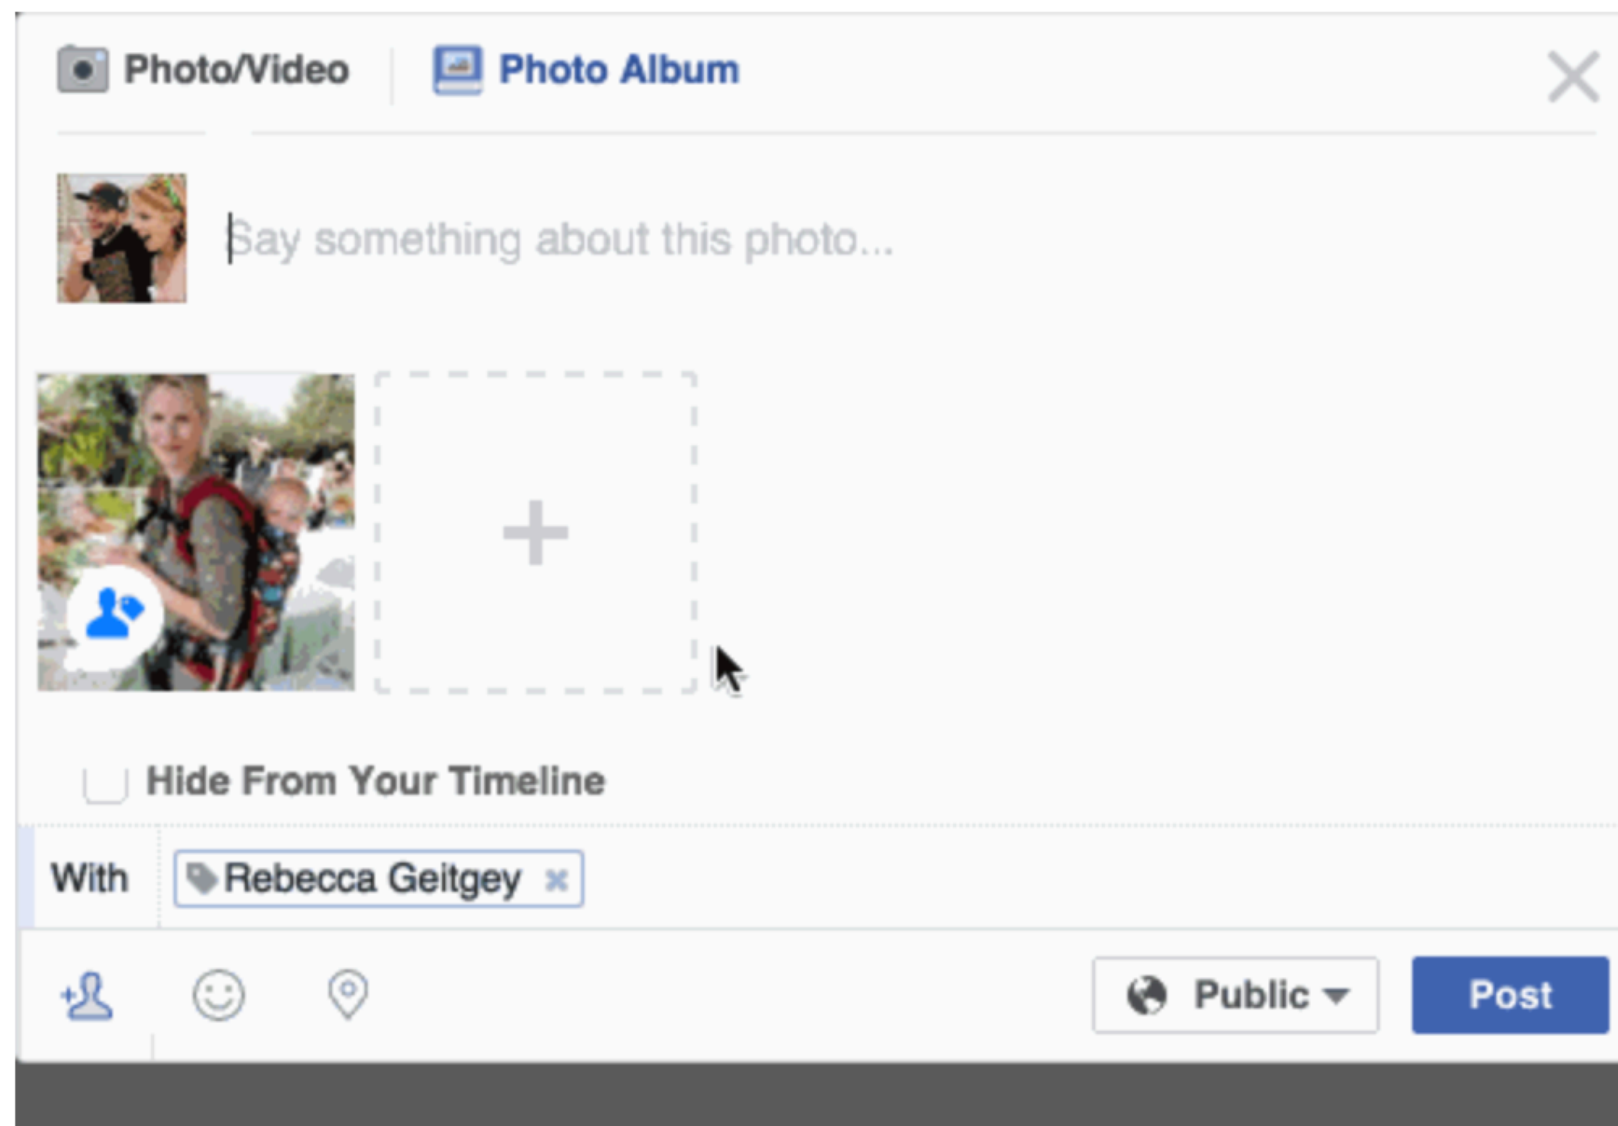 Photo/Video Photo Album
Say something about this photo...
Hide From Your Timeline
With Rebecca Geitgey
Public Post